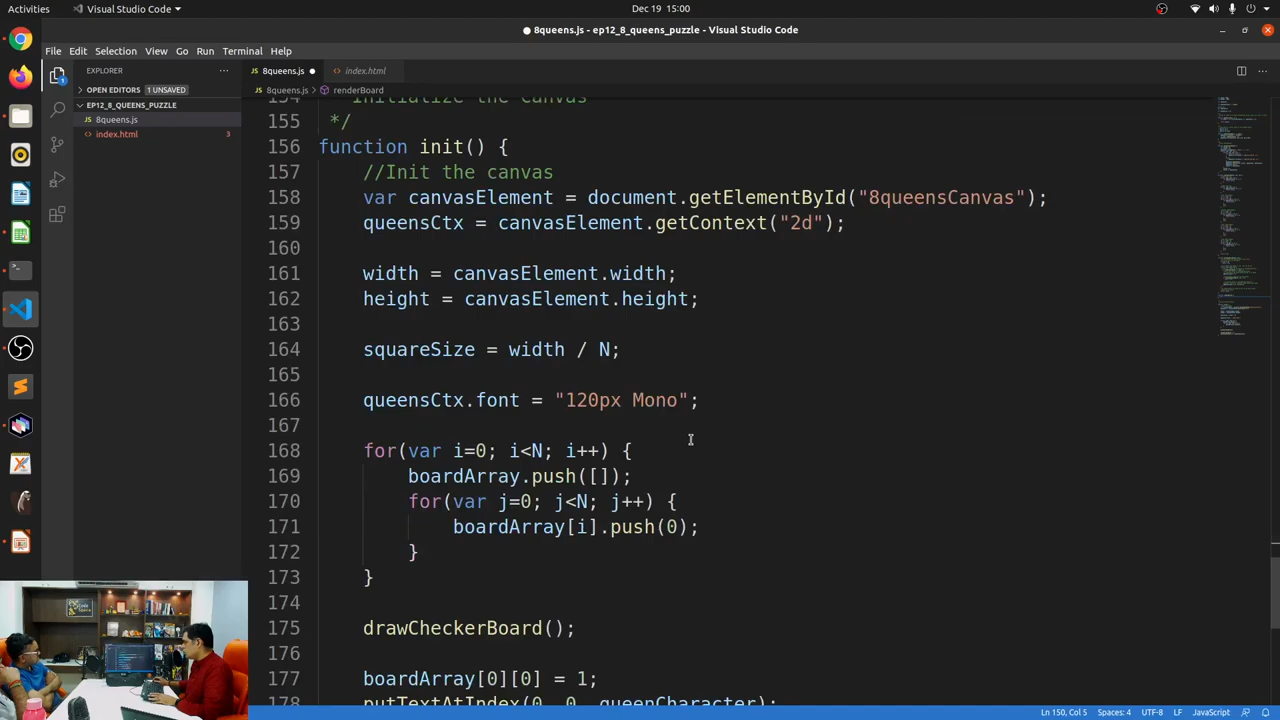 Activities
Visual Studio Code
Dec 19 15:00
8queens.js - ep12_8_queens_puzzle - Visual Studio Code
File Edit Selection View Go Run Terminal Help
EXPLORER
8queens.js
index.html
OPEN EDITORS 1 UNSAVED
8queens.js > renderBoard
EP12_8_QUEENS_PUZZLE
8queens.js
index.html 3
154 Initialize the canvas
155 */
156 function init() {
157 //Init the canvas
158 var canvasElement = document.getElementById("8queensCanvas");
159 queensCtx = canvasElement.getContext("2d");
160
161 width = canvasElement.width;
162 height = canvasElement.height;
163
164 squareSize = width / N;
165
166 queensCtx.font = "120px Mono";
167
168 for(var i=0; i<N; i++) {
169 boardArray.push([]);
170 for(var j=0; j<N; j++) {
171 boardArray[i].push(0);
172 }
173 }
174
175 drawCheckerBoard();
176
177 boardArray[0][0] = 1;
178 putTextAtIndex(0, 0, queenCharacter);
Ln 150, Col 5 Spaces: 4 UTF-8 LF JavaScript